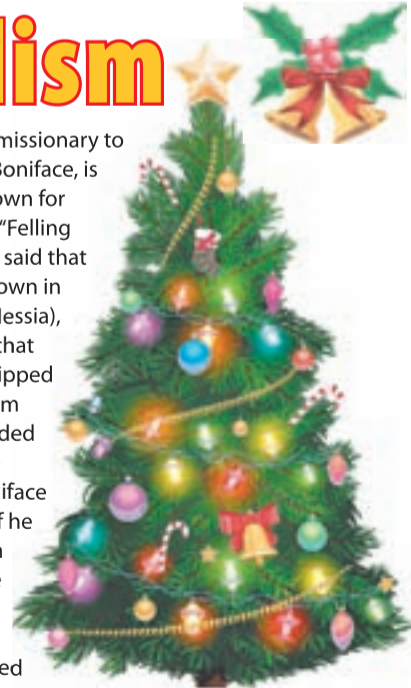 lism
missionary to
Boniface, is
own for
"Felling
said that
own in
lessia),
that
ipped
m
ded
iface
f he
ed